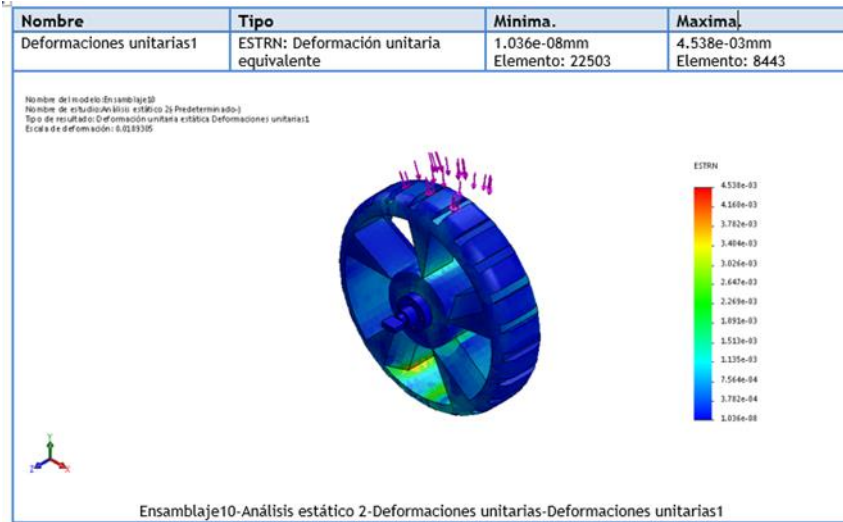 Nombre Tipo Minima. Maxima.
Deformaciones unitarias1 ESTRN: Deformación unitaria equivalente 1.036e-08mm Elemento: 22503 4.538e-03mm Elemento: 8443
Nombre del modelo:Ensamblaje10
Nombre de estudio:Análisis estático 2(-Predeterminado-)
Tipo de resultado: Deformación unitaria estática Deformaciones unitarias1
Escala de deformación: 0.0189305
ESTRN
4.538e-03
4.160e-03
3.782e-03
3.404e-03
3.026e-03
2.647e-03
2.269e-03
1.891e-03
1.513e-03
1.135e-03
7.564e-04
3.782e-04
1.036e-08
Y
Z X
Ensamblaje10-Análisis estático 2-Deformaciones unitarias-Deformaciones unitarias1